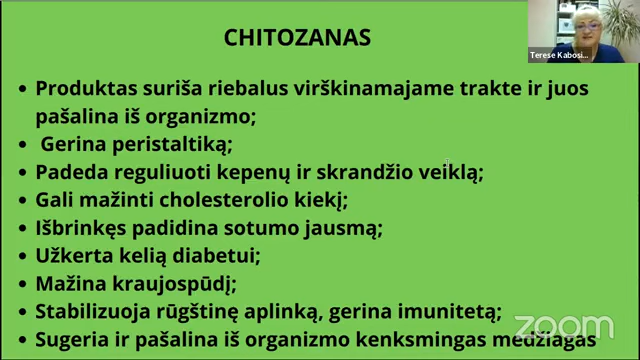 Terese Kabosi...
CHITOZANAS
• Produktas suriša riebalus virškinamajame trakte ir juos
pašalina iš organizmo;
• Gerina peristaltiką;
• Padeda reguliuoti kepenų ir skrandžio veiklą;
• Gali mažinti cholesterolio kiekį;
• Išbrinkęs padidina sotumo jausmą;
• Užkerta kelią diabetui;
• Mažina kraujospūdį;
• Stabilizuoja rūgštinę aplinką, gerina imunitetą;
• Sugeria ir pašalina iš organizmo kenksmingas medžiagas
zoom